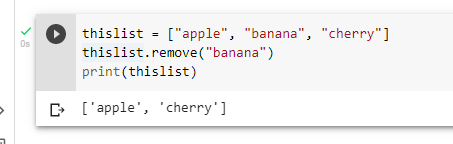 0s
thislist = ["apple", "banana", "cherry"]
thislist.remove("banana")
print(thislist)
['apple', 'cherry']